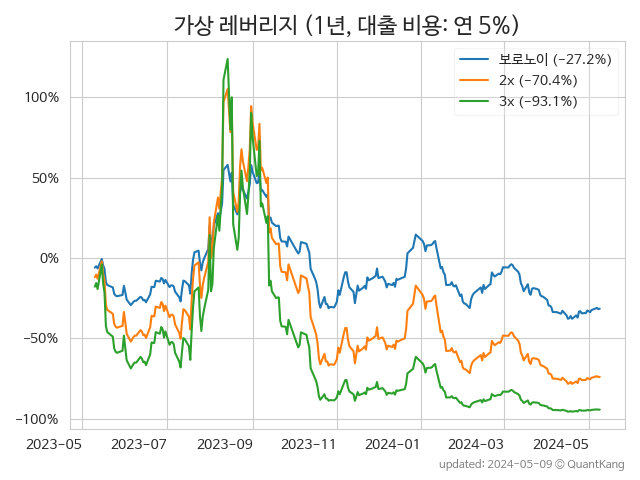 가상 레버리지 (1년, 대출 비용: 연 5%)
보로노이 (−27.2%)
2x (−70.4%)
3x (−93.1%)
100%
50%
0%
−50%
−100%
2023-05 2023-07 2023-09 2023-11 2024-01 2024-03 2024-05
updated: 2024-05-09 © QuantKang